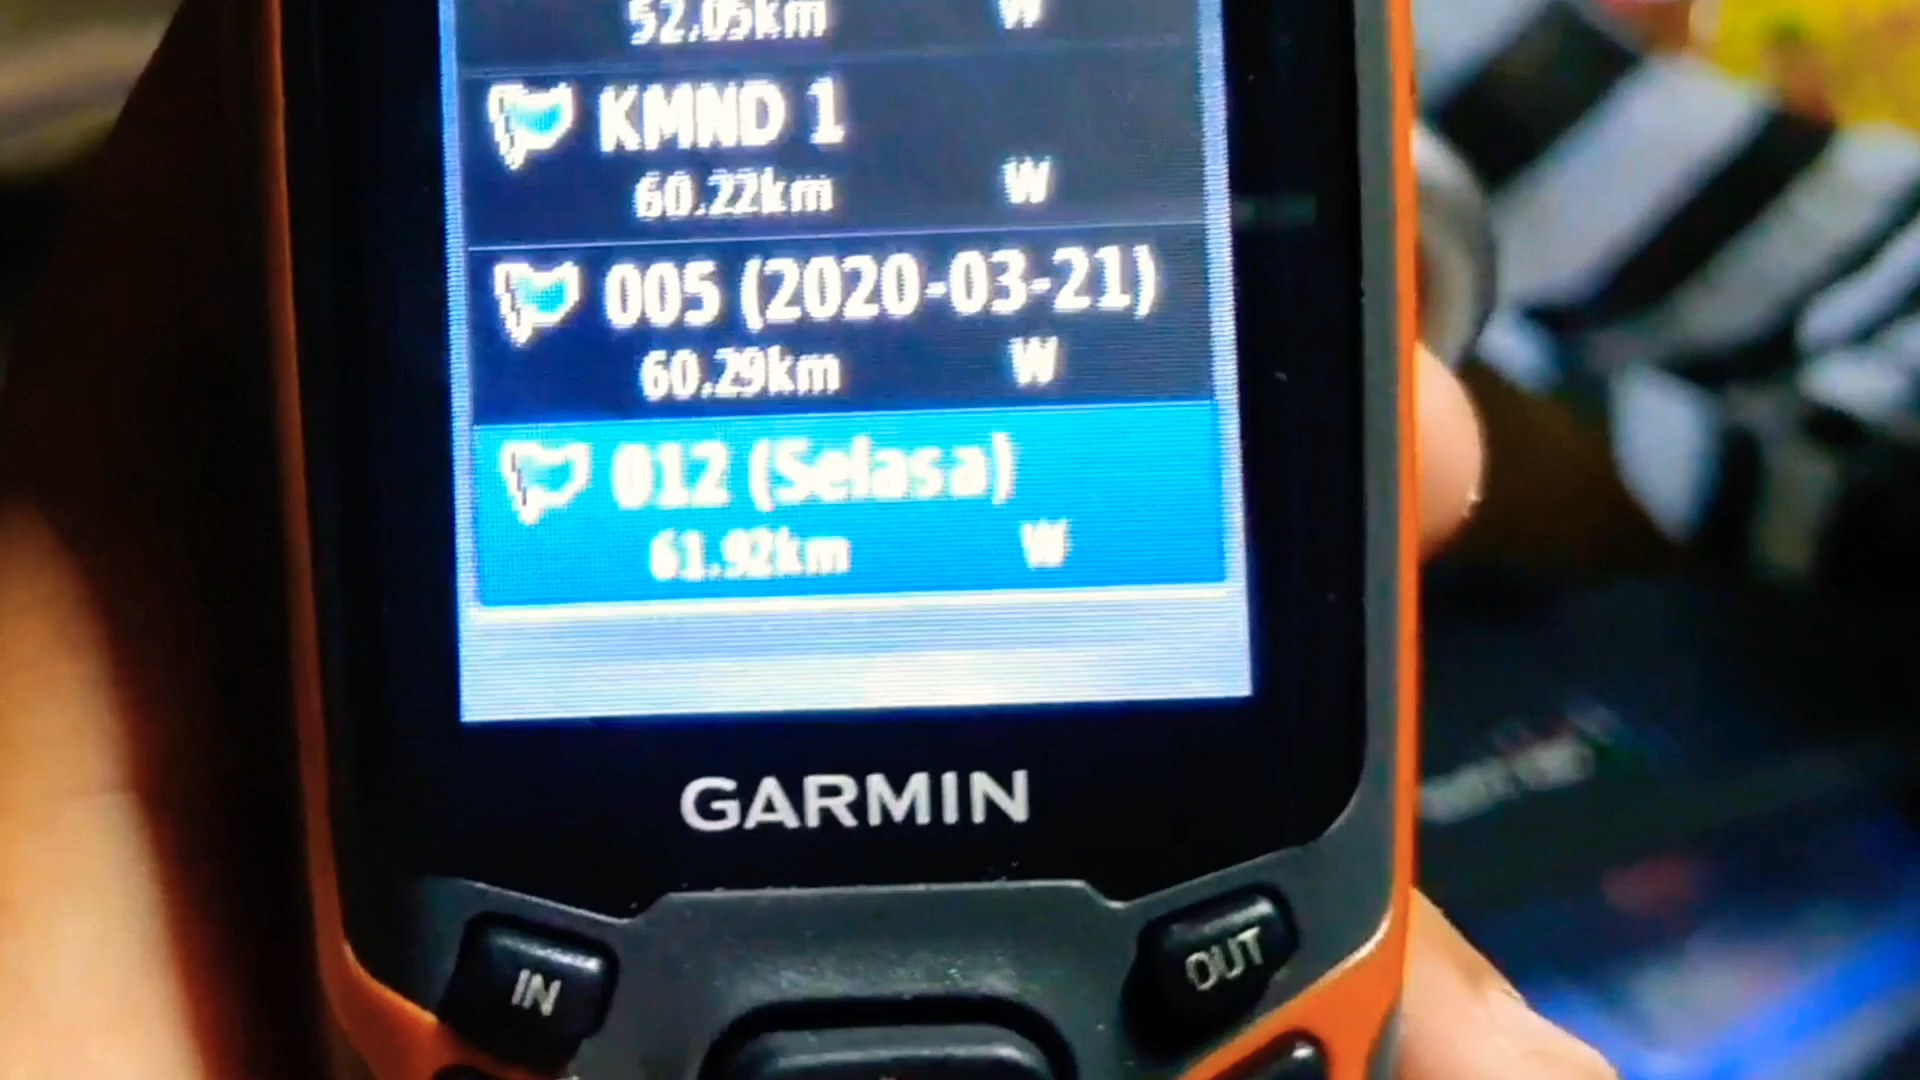 52.05km W
KMND 1
60.22km W
005 (2020-03-21)
60.29km W
012 (Selasa)
61.92km W
GARMIN
IN
OUT